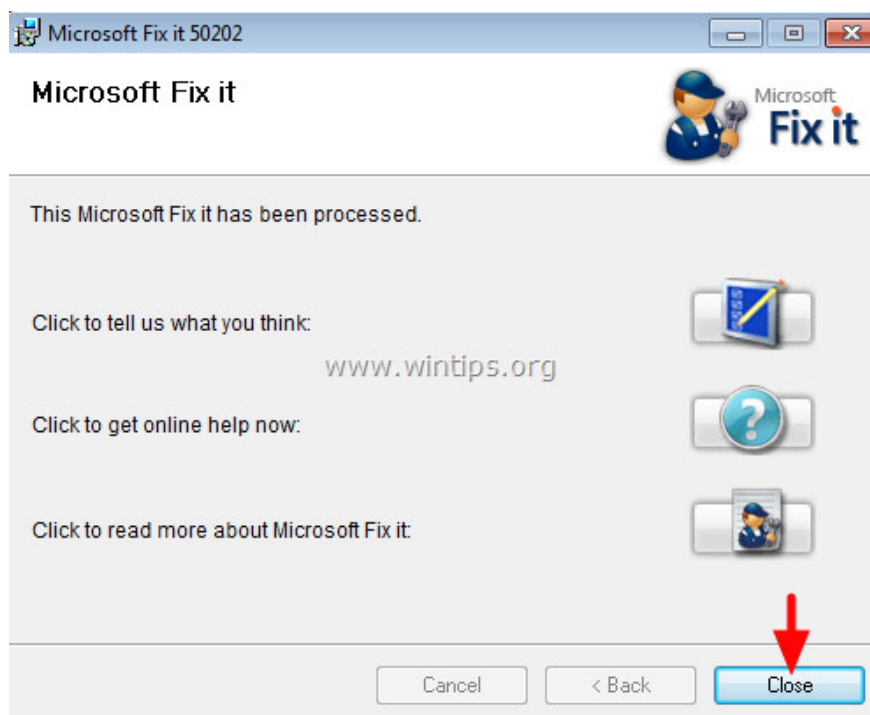 Microsoft Fix it 50202
Microsoft Fix it
Microsoft
Fix it
This Microsoft Fix it has been processed.
Click to tell us what you think:
www.wintips.org
Click to get online help now:
Click to read more about Microsoft Fix it:
Cancel
< Back
Close